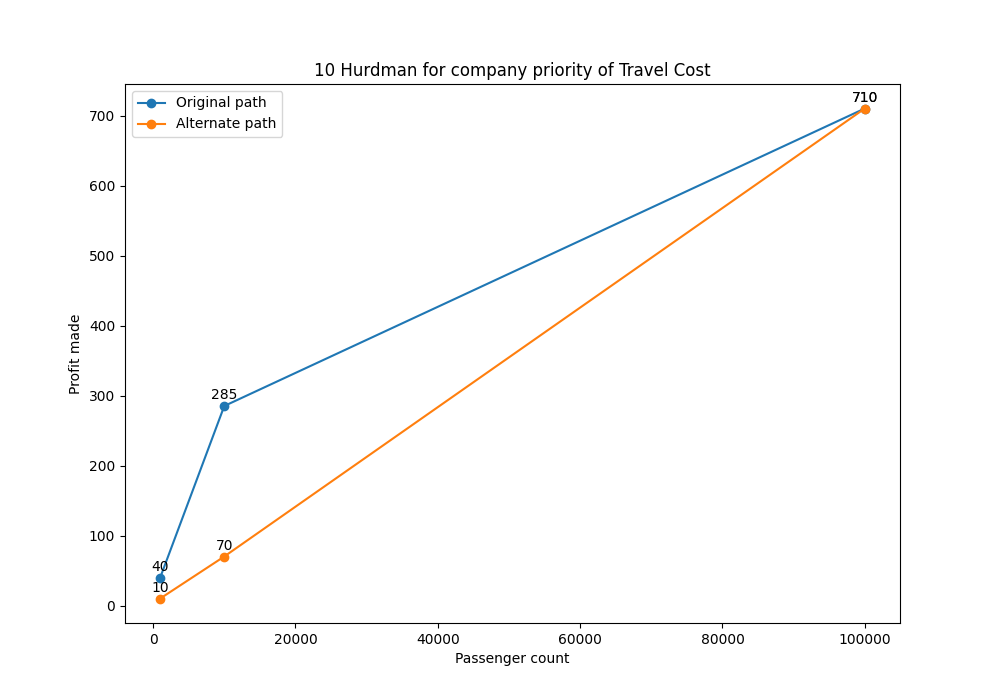 10 Hurdman for company priority of Travel Cost
Original path
Alternate path
710
710
285
70
40
10
700
600
500
400
300
200
100
0
Profit made
0 20000 40000 60000 80000 100000
Passenger count